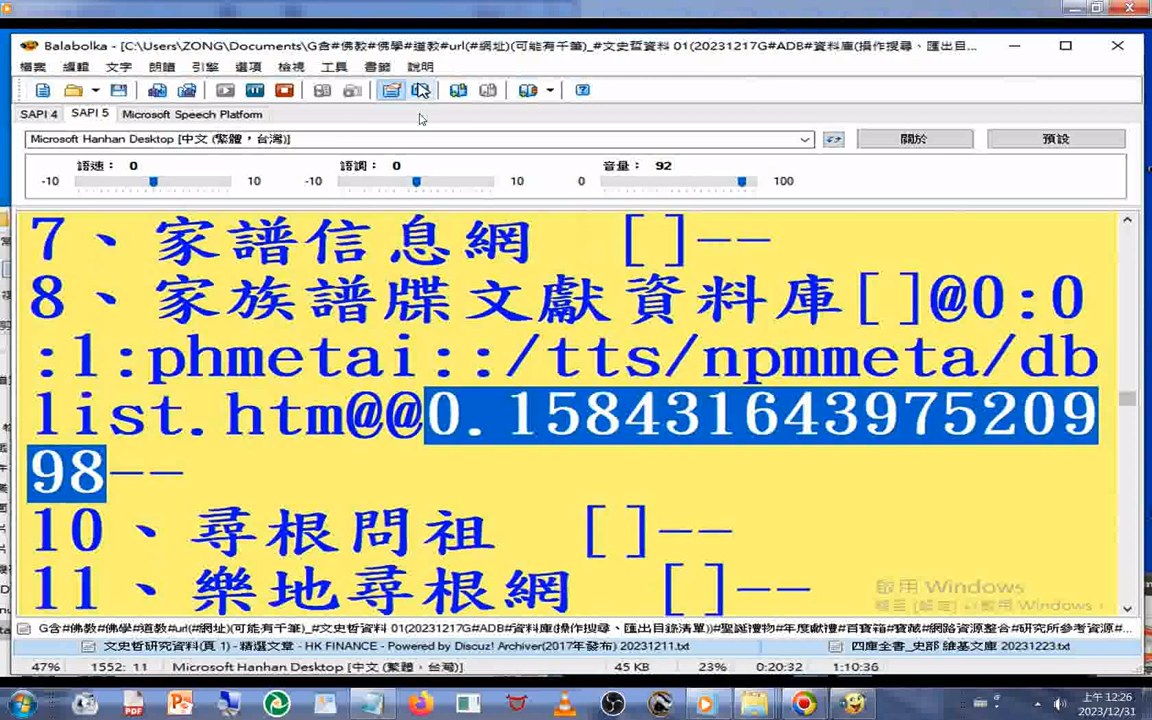 Balabolka - [C:\Users\ZONG\Documents\G含#佛教#佛學#道教#url(#網址)(可能有千筆)_#文史哲資料 01(20231217G#ADB#資料庫(操作搜尋、匯出目...
檔案 編輯 文字 朗讀 引擎 選項 檢視 工具 書籤 說明
SAPI 4 SAPI 5 Microsoft Speech Platform
Microsoft Hanhan Desktop [中文 (繁體，台灣)] 關於 預設
語速： 0 語調： 0 音量： 92
-10 10 -10 10 0 100
7、家譜信息網 []--
8、家族譜牒文獻資料庫[]@0:0
:1:phmetai::/tts/npmmeta/db
list.htm@@0.158431643975209
98--
10、尋根問祖 []--
11、樂地尋根網 []--
啟用 Windows
G含#佛教#佛學#道教#url(#網址)(可能有千筆)_#文史哲資料 01(20231217G#ADB#資料庫(操作搜尋、匯出目錄清單))#聖誕禮物#年度獻禮#百寶箱#寶藏#網路資源整合#研究所參考資源#...
文史哲研究資料(頁 1) - 精選文章 - HK FINANCE - Powered by Discuz! Archiver(2017年發布) 20231211.txt 四庫全書_史部 維基文庫 20231223.txt
47% 1552: 11 Microsoft Hanhan Desktop [中文 (繁體，台灣)] 45 KB 23% 0:20:32 1:10:36
上午 12:26
2023/12/31